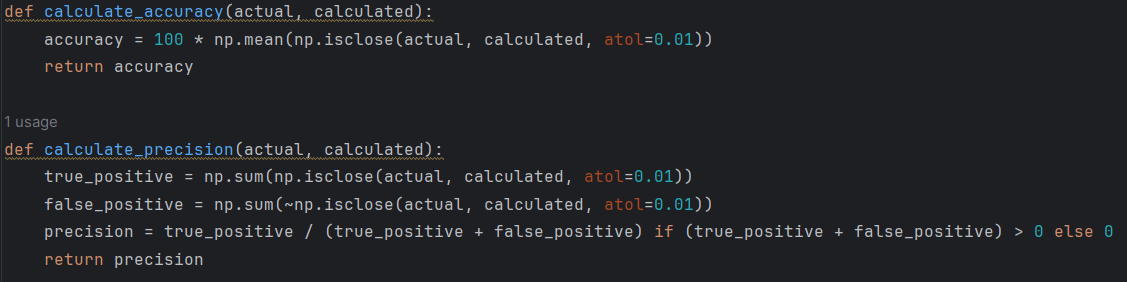 def calculate_accuracy(actual, calculated):
    accuracy = 100 * np.mean(np.isclose(actual, calculated, atol=0.01))
    return accuracy
1 usage
def calculate_precision(actual, calculated):
    true_positive = np.sum(np.isclose(actual, calculated, atol=0.01))
    false_positive = np.sum(~np.isclose(actual, calculated, atol=0.01))
    precision = true_positive / (true_positive + false_positive) if (true_positive + false_positive) > 0 else 0
    return precision